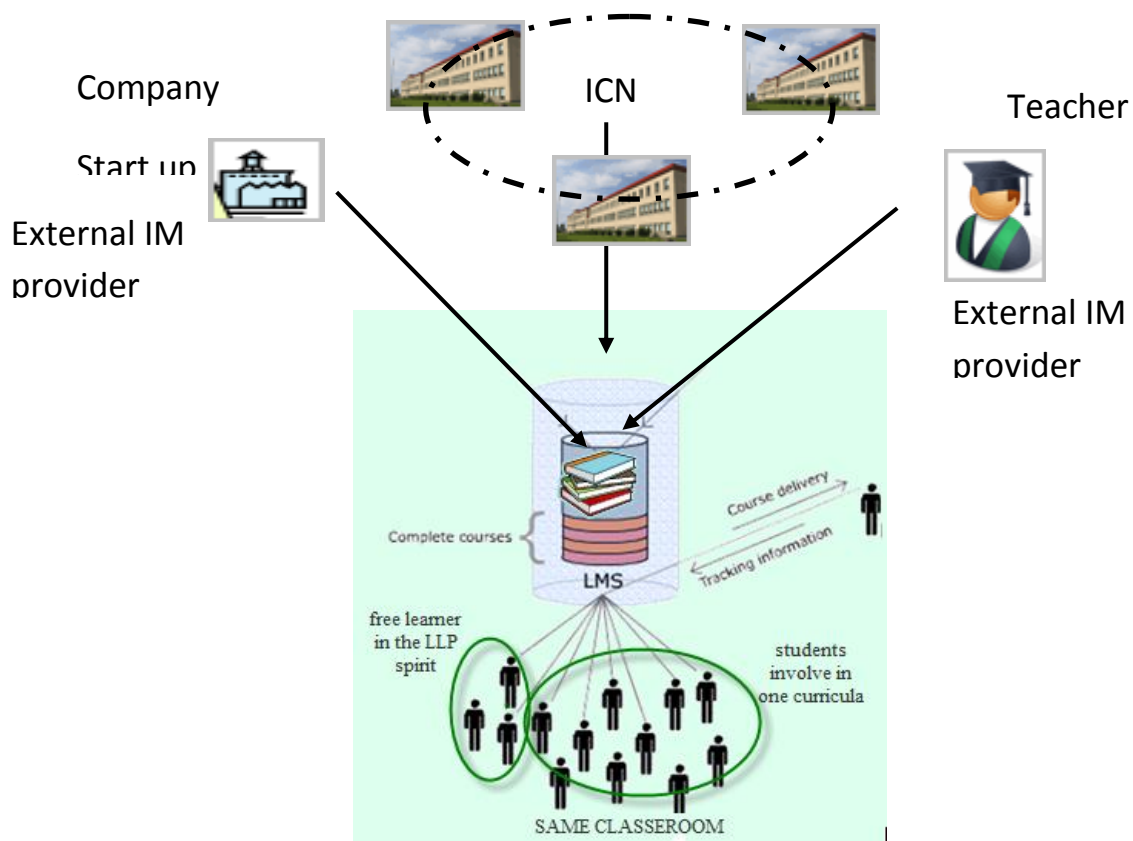 Company
ICN
Teacher
Start up
External IM
provider
External IM
provider
Course delivery
Complete courses
Tracking information
LMS
free learner
in the LLP
spirit
students
involve in
one curricula
SAME CLASSEROOM